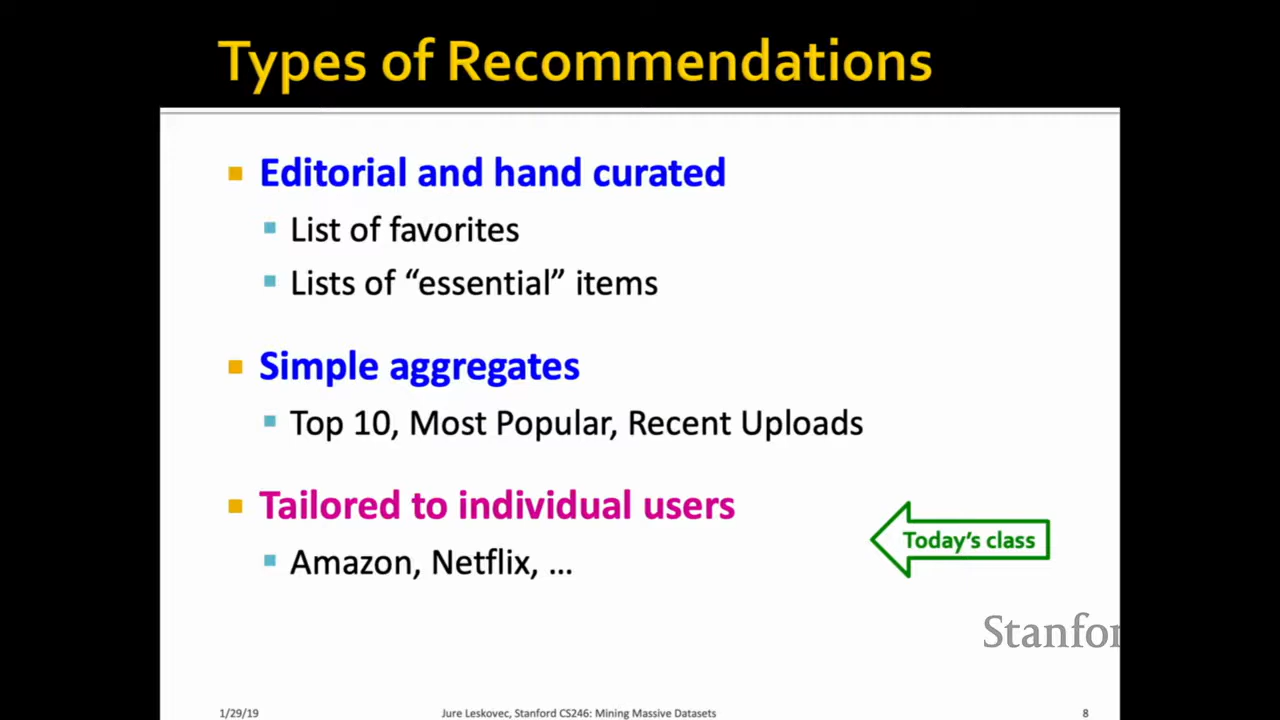 Types of Recommendations
Editorial and hand curated
List of favorites
Lists of “essential” items
Simple aggregates
Top 10, Most Popular, Recent Uploads
Tailored to individual users
Today’s class
Amazon, Netflix, ...
Stanfor
1/29/19
Jure Leskovec, Stanford CS246: Mining Massive Datasets
8